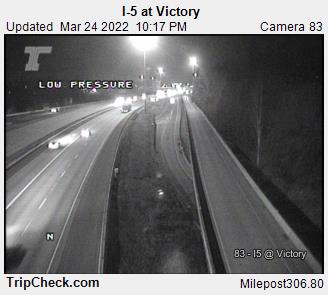 I-5 at Victory
Updated Mar 24 2022 10:17 PM Camera 83
T
LOW PRESSURE
N
83 - I5 @ Victory
TripCheck.com Milepost306.80